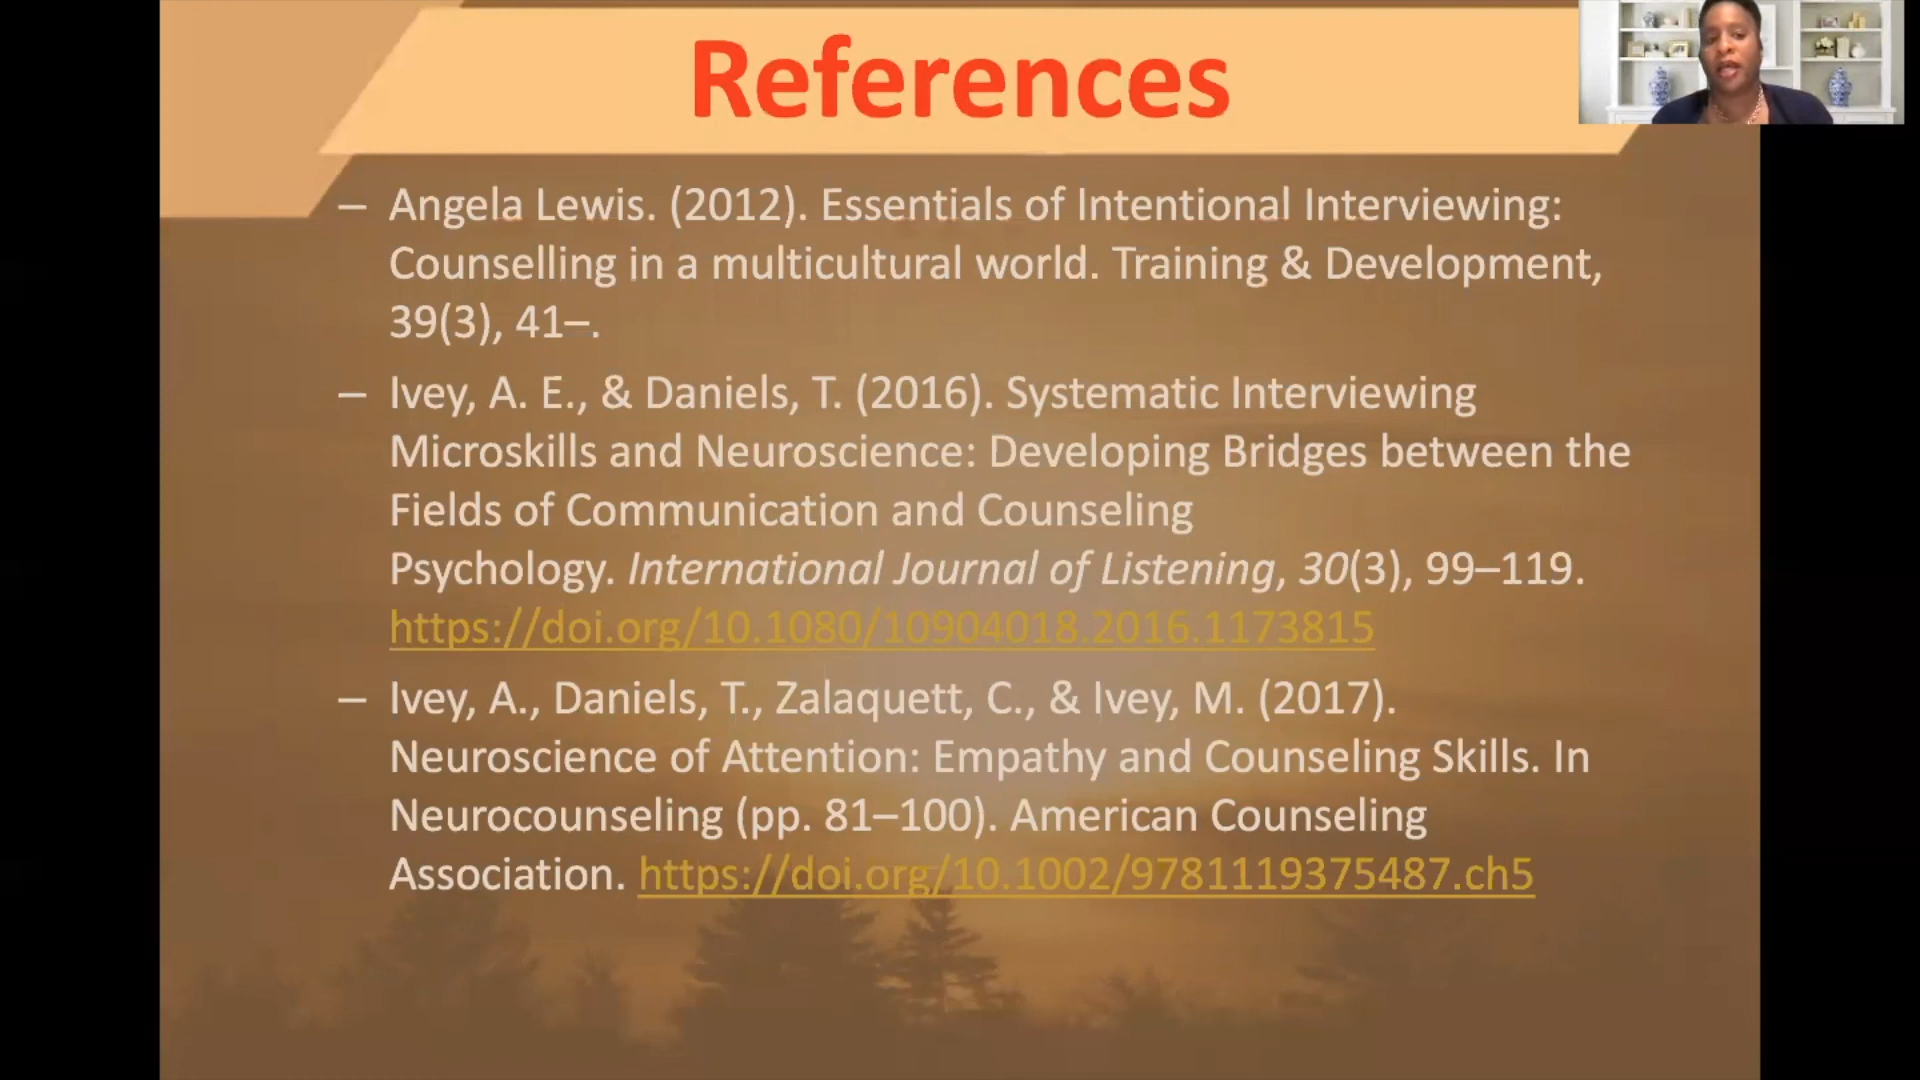 References
– Angela Lewis. (2012). Essentials of Intentional Interviewing:
Counselling in a multicultural world. Training & Development,
39(3), 41–.
– Ivey, A. E., & Daniels, T. (2016). Systematic Interviewing
Microskills and Neuroscience: Developing Bridges between the
Fields of Communication and Counseling
Psychology. International Journal of Listening, 30(3), 99–119.
https://doi.org/10.1080/10904018.2016.1173815
– Ivey, A., Daniels, T., Zalaquett, C., & Ivey, M. (2017).
Neuroscience of Attention: Empathy and Counseling Skills. In
Neurocounseling (pp. 81–100). American Counseling
Association. https://doi.org/10.1002/9781119375487.ch5